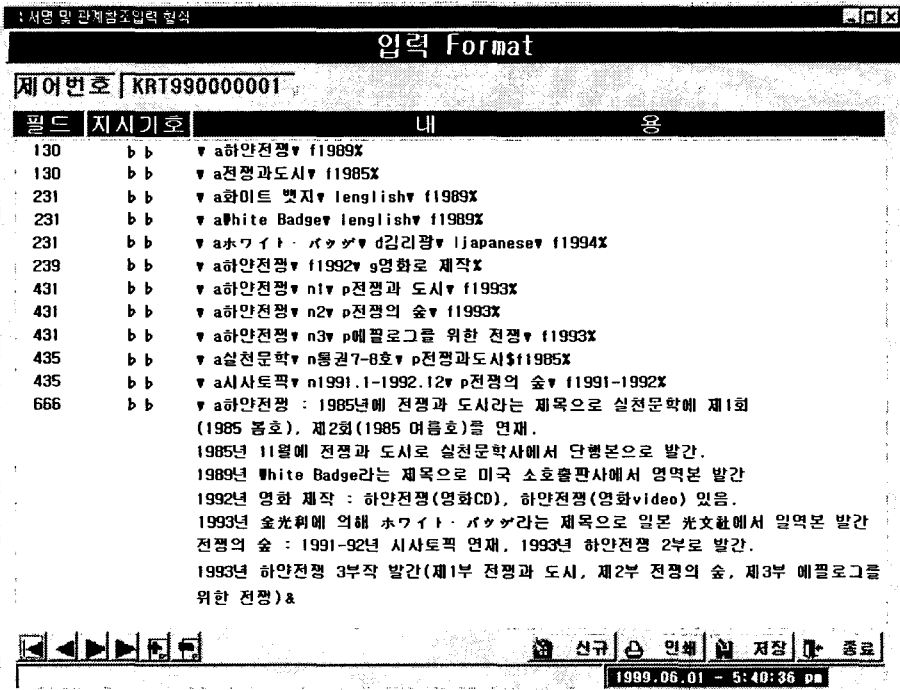 : 서명 및 관계참조입력 형식
입력 Format
제어번호 KRT990000001
필드 지시기호 내 용
130 b b ▼ a하얀전쟁▼ f1989%
130 b b ▼ a전쟁과도시▼ f1985%
231 b b ▼ a화이트 뱃지▼ lenglish▼ f1989%
231 b b ▼ aWhite Badge▼ lenglish▼ f1989%
231 b b ▼ aホワイト· バッヂ▼ d김리광▼ ljapanese▼ f1994%
239 b b ▼ a하얀전쟁▼ f1992▼ g영화로 제작%
431 b b ▼ a하얀전쟁▼ n1▼ p전쟁과 도시▼ f1993%
431 b b ▼ a하얀전쟁▼ n2▼ p전쟁의 숲▼ f1993%
431 b b ▼ a하얀전쟁▼ n3▼ p에필로그를 위한 전쟁▼ f1993%
435 b b ▼ a실천문학▼ n통권7-8호▼ p전쟁과도시$f1985%
435 b b ▼ a시사토픽▼ n1991.1-1992.12▼ p전쟁의 숲▼ f1991-1992%
666 b b ▼ a하얀전쟁 : 1985년에 전쟁과 도시라는 제목으로 실천문학에 제1회
(1985 봄호), 제2회(1985 여름호)를 연재.
1985년 11월에 전쟁과 도시로 실천문학사에서 단행본으로 발간.
1989년 White Badge라는 제목으로 미국 소호출판사에서 영역본 발간
1992년 영화 제작 : 하얀전쟁(영화CD), 하얀전쟁(영화video) 있음.
1993년 金光利에 의해 ホワイト· バッヂ라는 제목으로 일본 光文社에서 일역본 발간
전쟁의 숲 : 1991-92년 시사토픽 연재, 1993년 하얀전쟁 2부로 발간.
1993년 하얀전쟁 3부작 발간(제1부 전쟁과 도시, 제2부 전쟁의 숲, 제3부 에필로그를
위한 전쟁)&
신규 인쇄 저장 종료
1999.06.01 - 5:40:36 pm